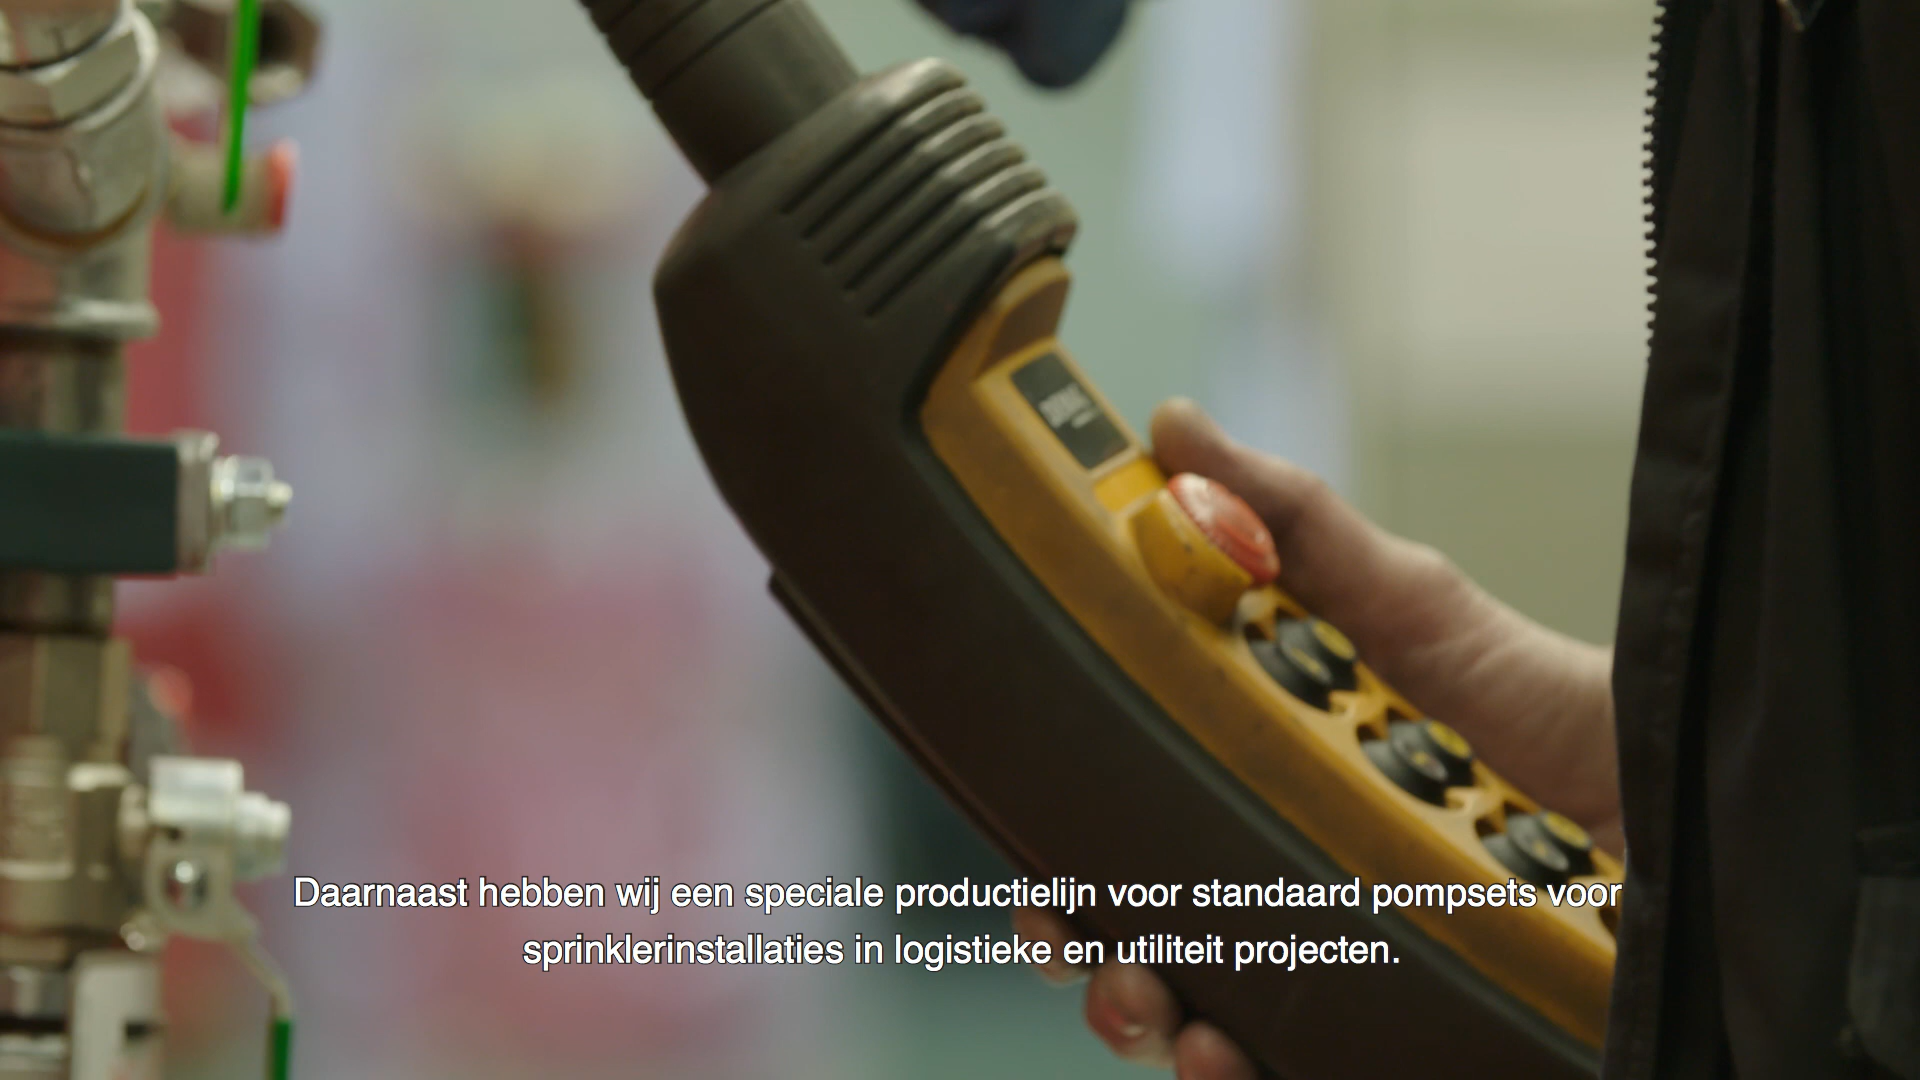 Daarnaast hebben wij een speciale productielijn voor standaard pompsets voor
sprinklerinstallaties in logistieke en utiliteit projecten.